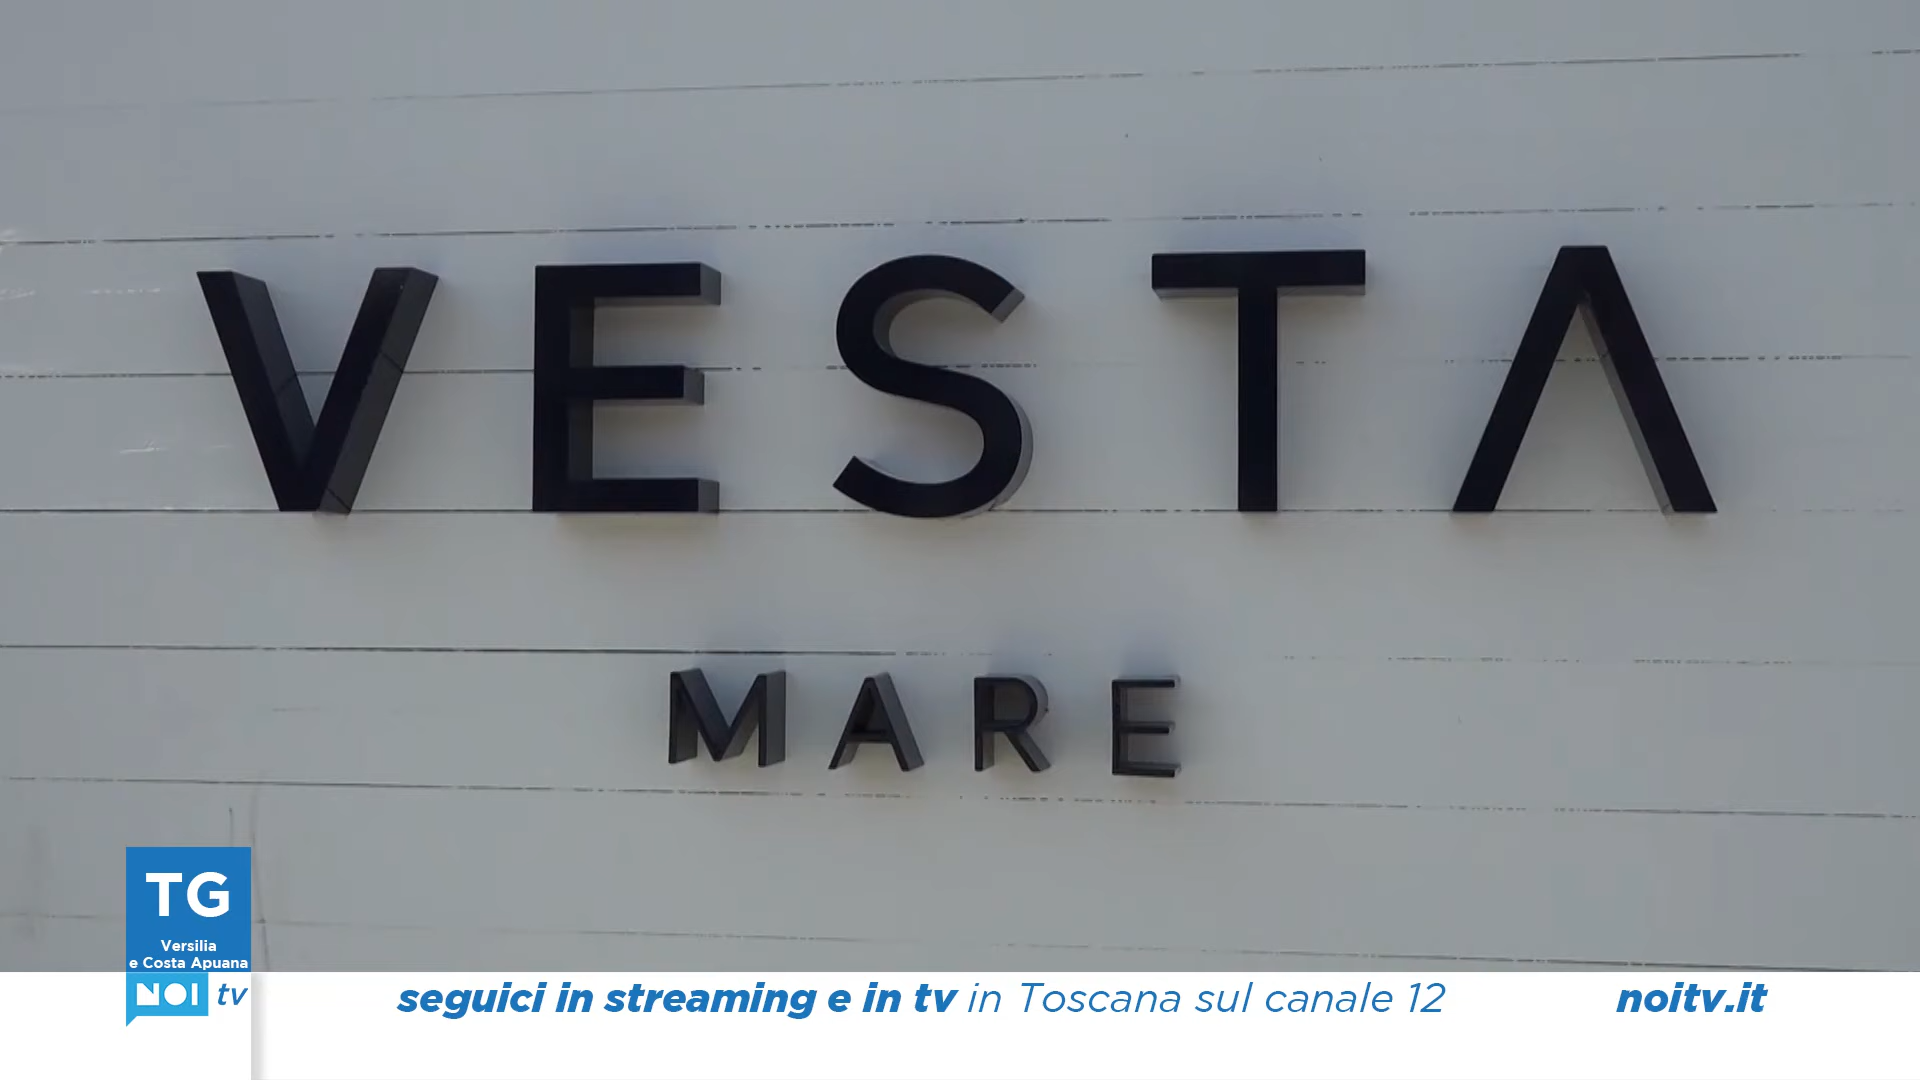 VESTA
MARE
TG
Versilia
e Costa Apuana
NOI tv
seguici in streaming e in tv in Toscana sul canale 12
noitv.it